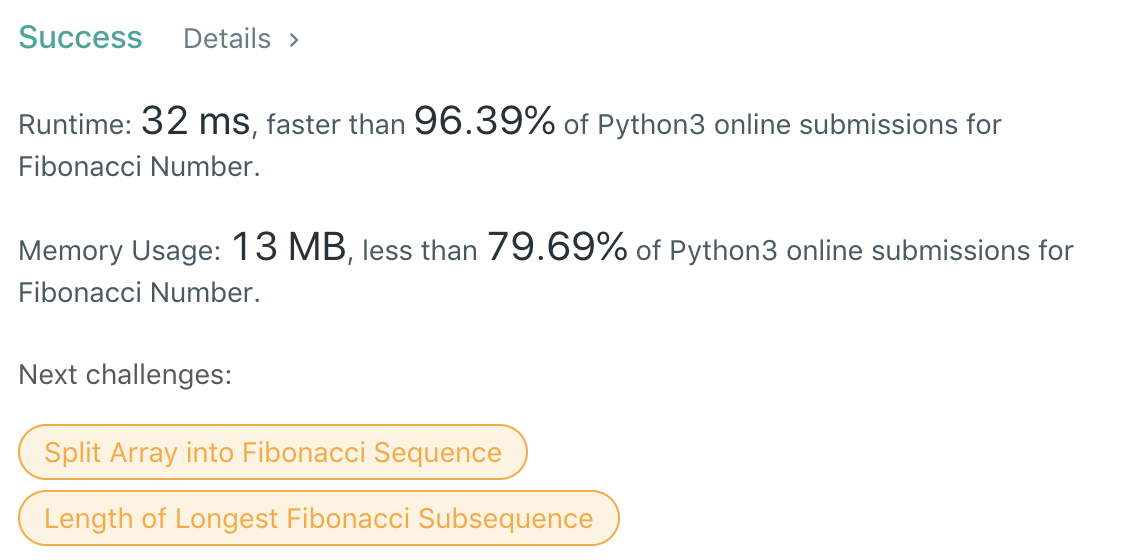 Success Details >
Runtime: 32 ms, faster than 96.39% of Python3 online submissions for
Fibonacci Number.
Memory Usage: 13 MB, less than 79.69% of Python3 online submissions for
Fibonacci Number.
Next challenges:
Split Array into Fibonacci Sequence
Length of Longest Fibonacci Subsequence